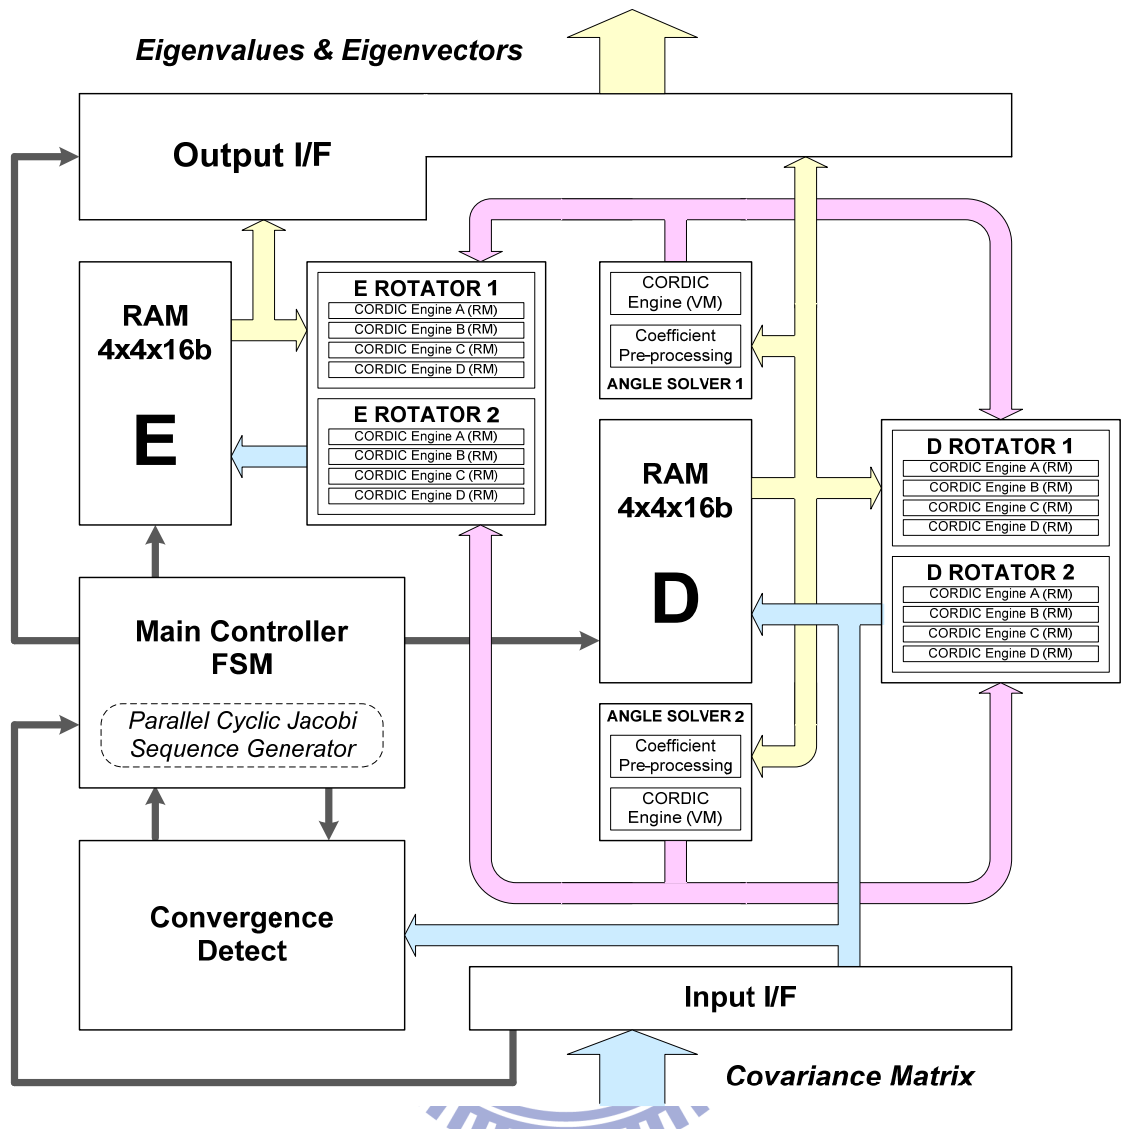 Eigenvalues & Eigenvectors
Output I/F
RAM
4x4x16b
E
E ROTATOR 1
CORDIC Engine A (RM)
CORDIC Engine B (RM)
CORDIC Engine C (RM)
CORDIC Engine D (RM)
E ROTATOR 2
CORDIC Engine A (RM)
CORDIC Engine B (RM)
CORDIC Engine C (RM)
CORDIC Engine D (RM)
CORDIC
Engine (VM)
Coefficient
Pre-processing
ANGLE SOLVER 1
RAM
4x4x16b
D
D ROTATOR 1
CORDIC Engine A (RM)
CORDIC Engine B (RM)
CORDIC Engine C (RM)
CORDIC Engine D (RM)
D ROTATOR 2
CORDIC Engine A (RM)
CORDIC Engine B (RM)
CORDIC Engine C (RM)
CORDIC Engine D (RM)
Main Controller
FSM
Parallel Cyclic Jacobi
Sequence Generator
ANGLE SOLVER 2
Coefficient
Pre-processing
CORDIC
Engine (VM)
Convergence
Detect
Input I/F
Covariance Matrix